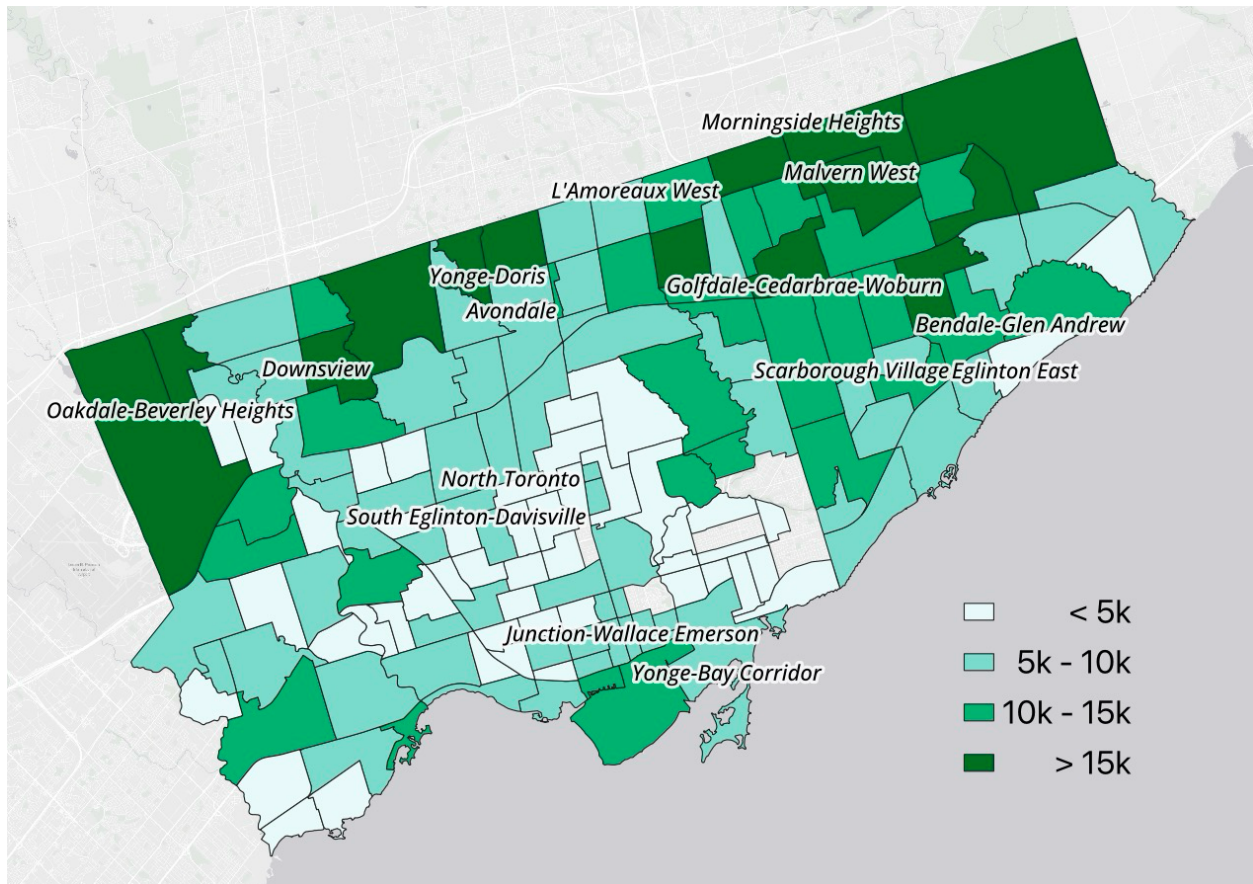 Morningside Heights
Malvern West
L'Amoreaux West
Yonge-Doris
Golfdale-Cedarbrae-Woburn
Avondale
Bendale-Glen Andrew
Downsview
Scarborough Village
Eglinton East
Oakdale-Beverley Heights
North Toronto
South Eglinton-Davisville
Junction-Wallace Emerson
Yonge-Bay Corridor
< 5k
5k - 10k
10k - 15k
> 15k